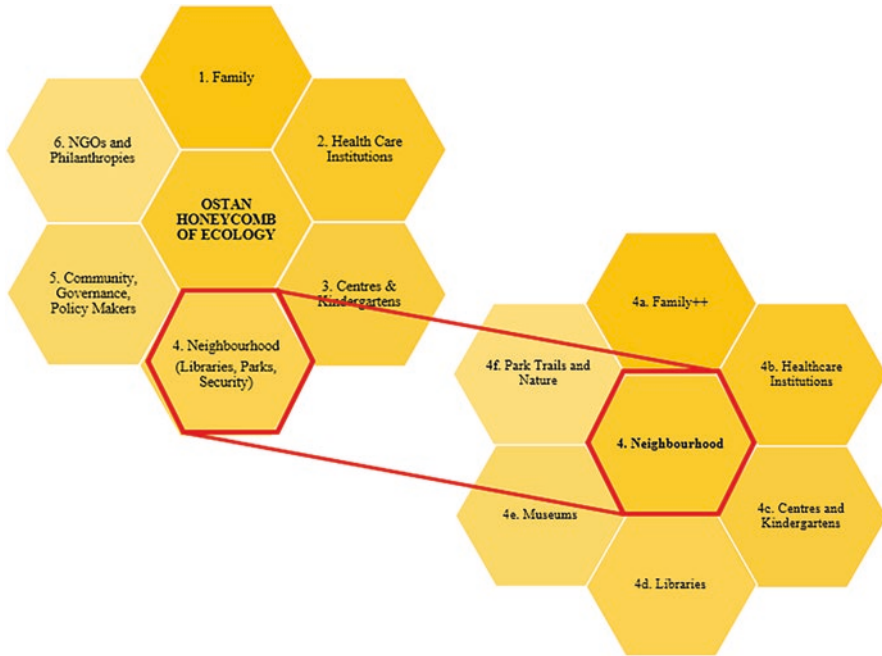 1. Family
6. NGOs and
Philanthropies
2. Health Care
Institutions
OSTAN
HONEYCOMB
OF ECOLOGY
5. Community,
Governance,
Policy Makers
3. Centres &
Kindergartens
4. Neighbourhood
(Libraries, Parks,
Security)
4a. Family++
4f. Park Trails and
Nature
4b. Healthcare
Institutions
4. Neighbourhood
4e. Museums
4c. Centres and
Kindergartens
4d. Libraries